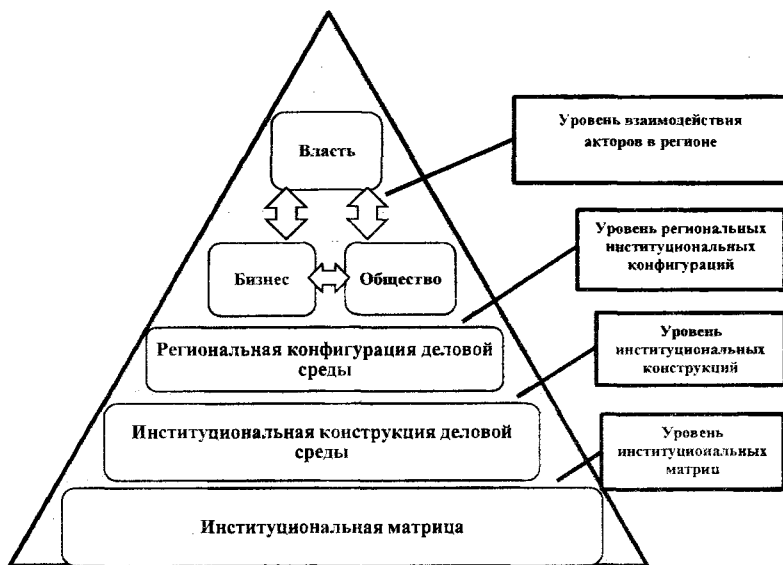 Власть
Бизнес
Общество
Региональная конфигурация деловой
среды
Институциональная конструкция деловой
среды
Институциональная матрица
Уровень взаимодействия
акторов в регионе
Уровень региональных
институциональных
конфигураций
Уровень
институциональных
конструкций
Уровень
институциональных
матриц